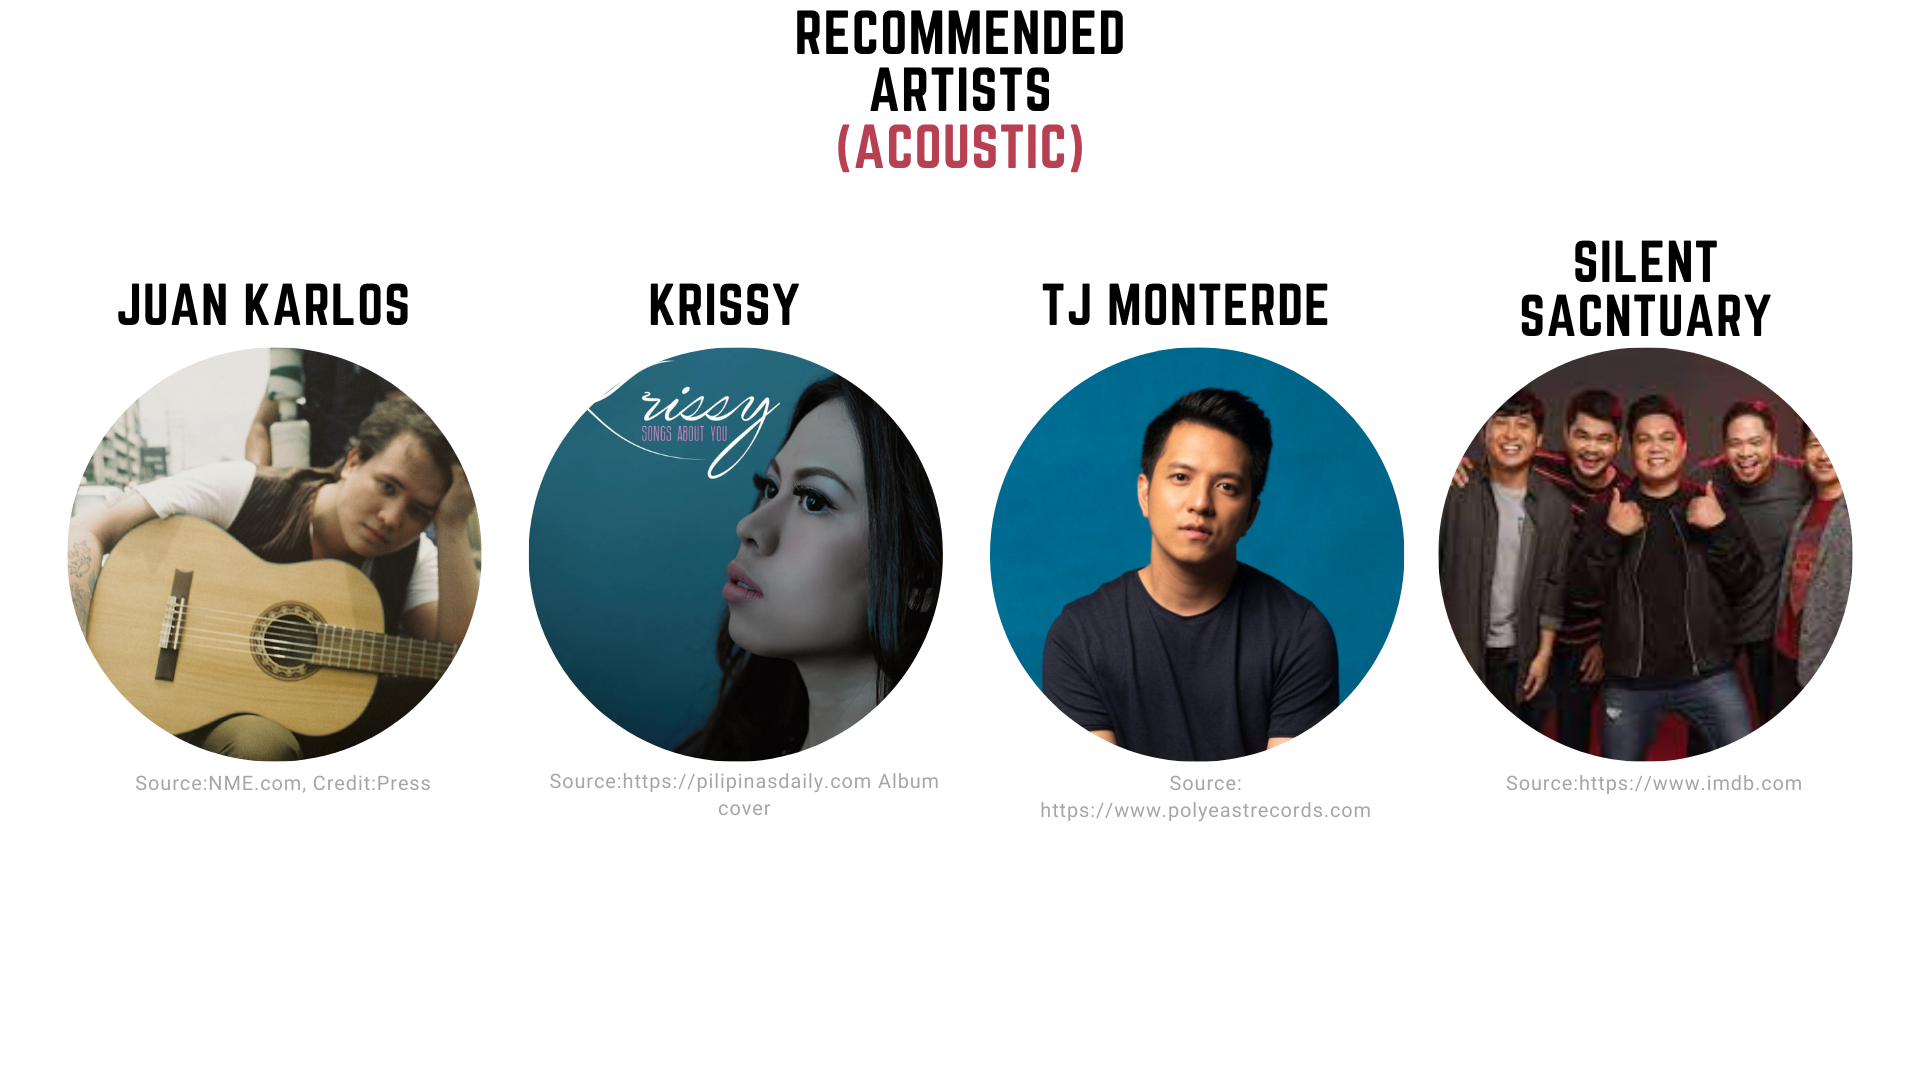 RECOMMENDED
ARTISTS
(ACOUSTIC)
JUAN KARLOS
KRISSY
TJ MONTERDE
SILENT
SACNTUARY
Krissy
SONGS ABOUT YOU
Source:NME.com, Credit:Press
Source:https://pilipinasdaily.com Album
cover
Source:
https://www.polyeastrecords.com
Source:https://www.imdb.com